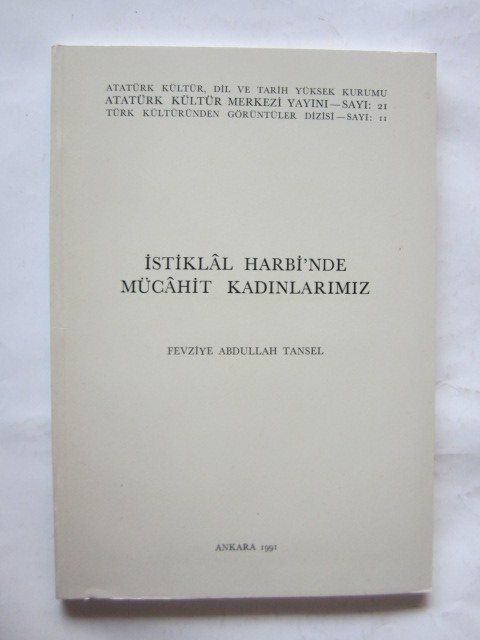 ATATÜRK KÜLTÜR, DİL VE TARİH YÜKSEK KURUMU
ATATÜRK KÜLTÜR MERKEZİ YAYINI—SAYI: 21
TÜRK KÜLTÜRÜNDEN GÖRÜNTÜLER DİZİSİ—SAYI: 11
İSTİKLÂL HARBİ'NDE
MÜCÂHİT KADINLARIMIZ
FEVZİYE ABDULLAH TANSEL
ANKARA 1991